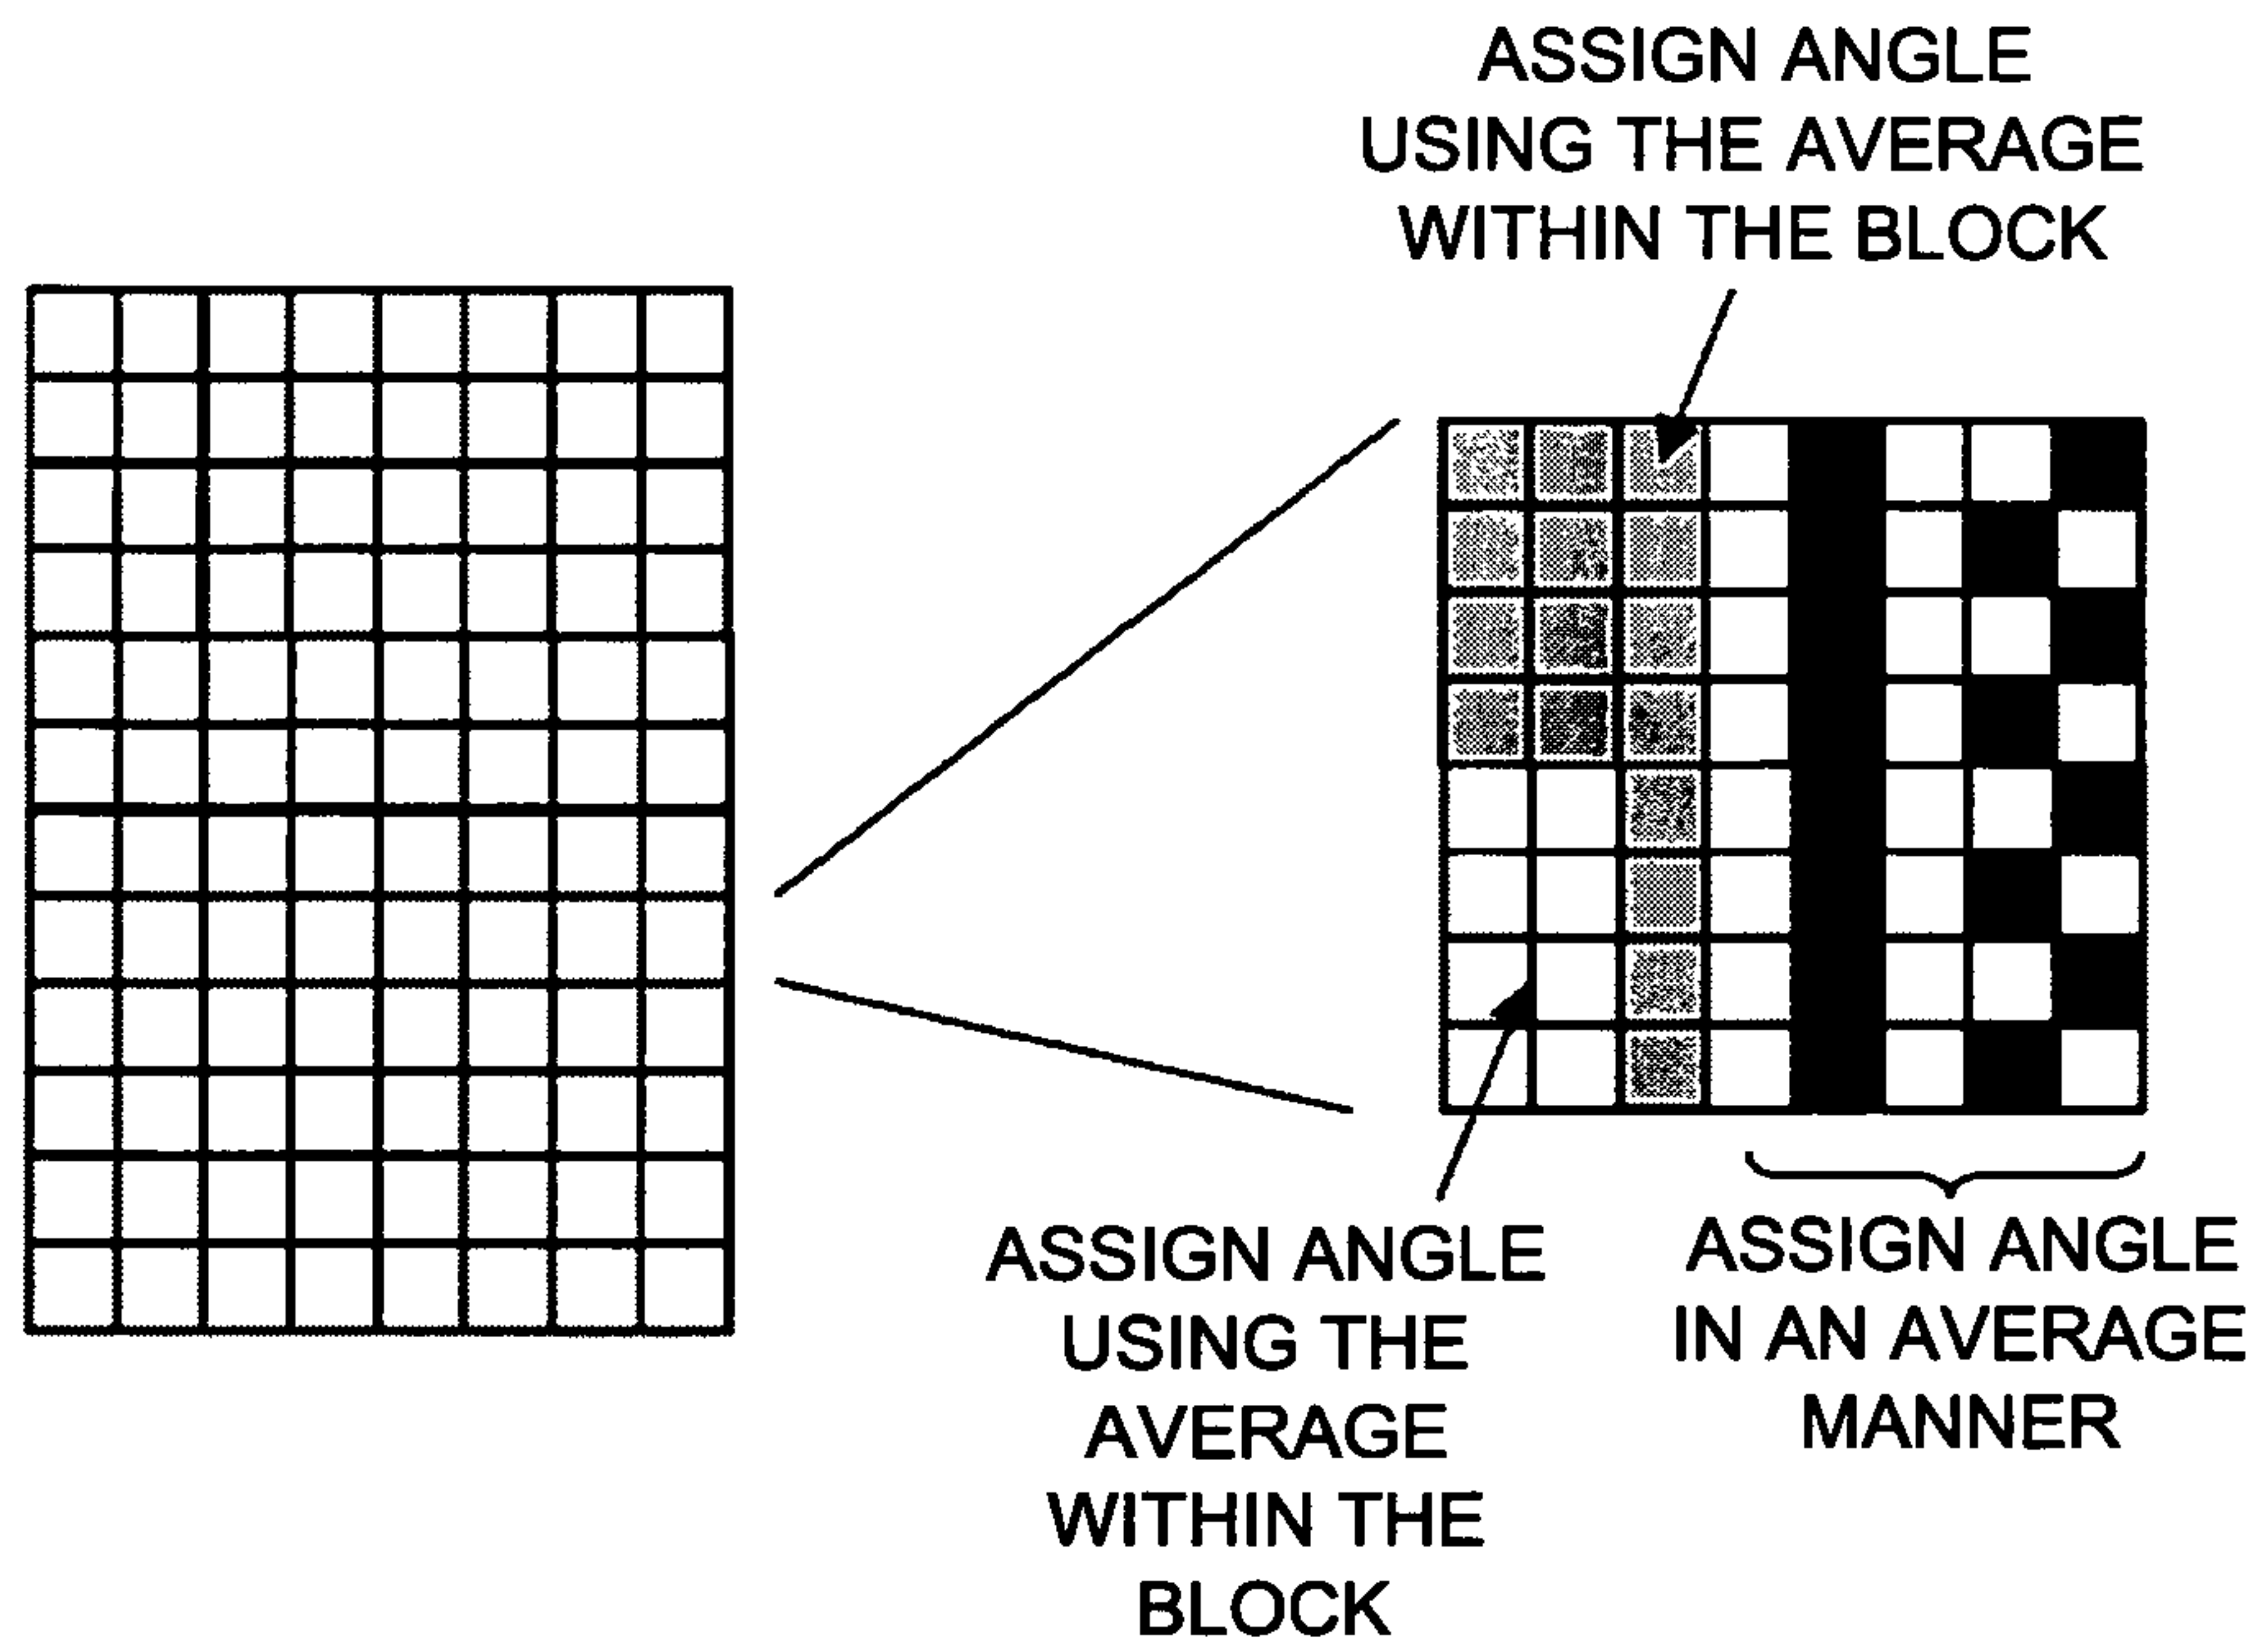 ASSIGN ANGLE
USING THE AVERAGE
WITHIN THE BLOCK
ASSIGN ANGLE
USING THE
AVERAGE
WITHIN THE
BLOCK
ASSIGN ANGLE
IN AN AVERAGE
MANNER